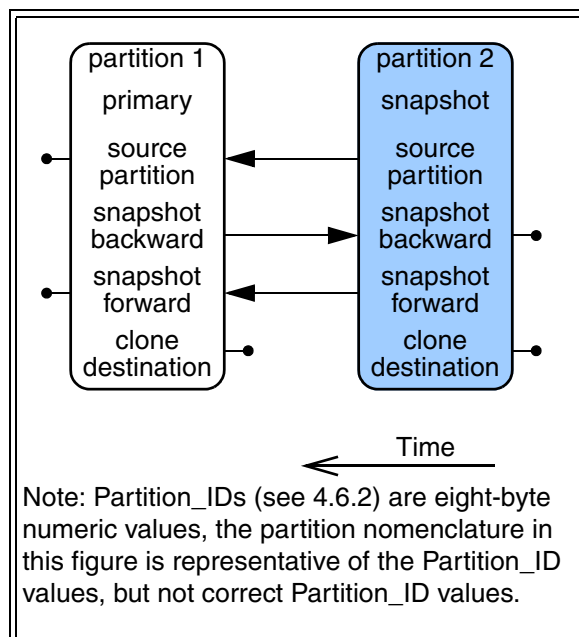 partition 1
primary
source
partition
snapshot
backward
snapshot
forward
clone
destination
partition 2
snapshot
source
partition
snapshot
backward
snapshot
forward
clone
destination
Time
Note: Partition_IDs (see 4.6.2) are eight-byte
numeric values, the partition nomenclature in
this figure is representative of the Partition_ID
values, but not correct Partition_ID values.